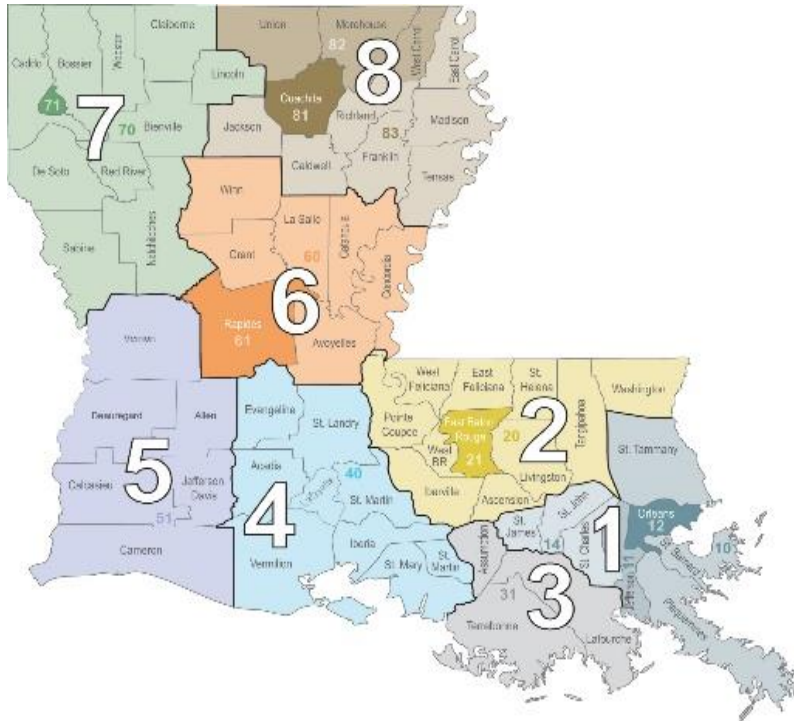 Claiborne
Union
Morehouse
82
West Carrol
East Carrol
Caddo
Bossier
Webster
Lincoln
8
71
7
Ouachita
81
Richland
Madison
70
Bienville
Jackson
83
De Soto
Red River
Caldwell
Franklin
Tensas
Winn
La Salle
Catahoula
Natchitoches
Sabine
Grant
60
Concordia
6
Rapides
61
Vernon
Avoyelles
West
Feliciana
East
Feliciana
St.
Helena
Washington
Beauregard
Allen
Evangeline
St. Landry
Pointe
Coupee
East Baton
Rouge
21
2
20
Tangipahoa
St. Tammany
West
BR
5
Acadia
Calcasieu
Jefferson
Davis
40
Iberville
Livingston
4
St. Martin
Ascension
51
St.
James
St. John
1
Orleans
12
Cameron
Vermilion
Iberia
St. Mary
St.
Martin
Assumption
14
St. Charles
11
St. Bernard
10
31
3
Plaquemines
Terrebonne
Lafourche